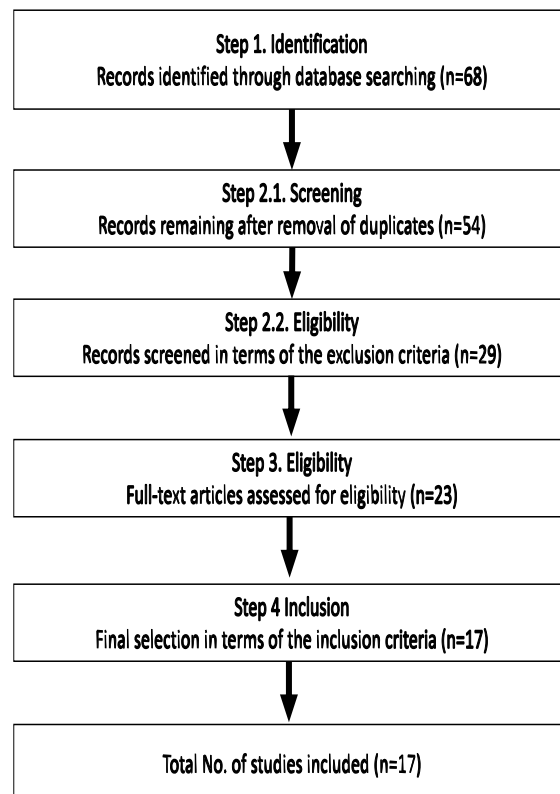 Step 1. Identification
Records identified through database searching (n=68)
Step 2.1. Screening
Records remaining after removal of duplicates (n=54)
Step 2.2. Eligibility
Records screened in terms of the exclusion criteria (n=29)
Step 3. Eligibility
Full-text articles assessed for eligibility (n=23)
Step 4 Inclusion
Final selection in terms of the inclusion criteria (n=17)
Total No. of studies included (n=17)